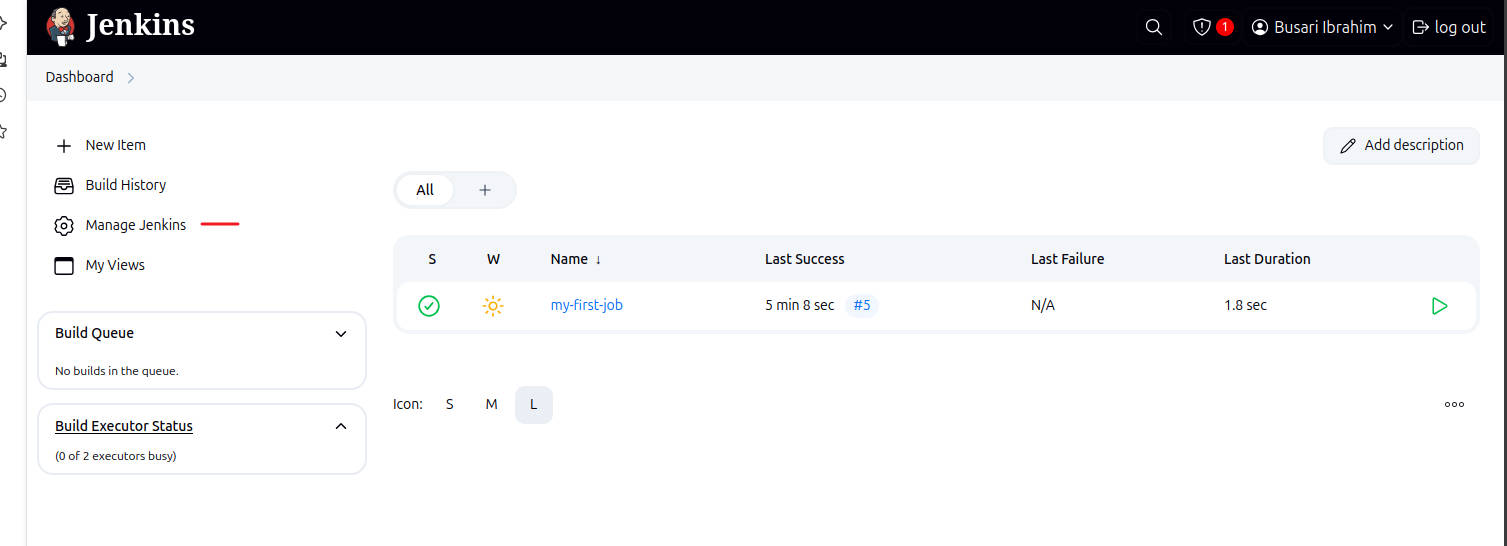 Jenkins
1
Busari Ibrahim
log out
Dashboard
New Item
Build History
Manage Jenkins
My Views
Add description
All +
S W Name ↓ Last Success Last Failure Last Duration
my-first-job 5 min 8 sec #5 N/A 1.8 sec
Build Queue
No builds in the queue.
Build Executor Status
(0 of 2 executors busy)
Icon: S M L